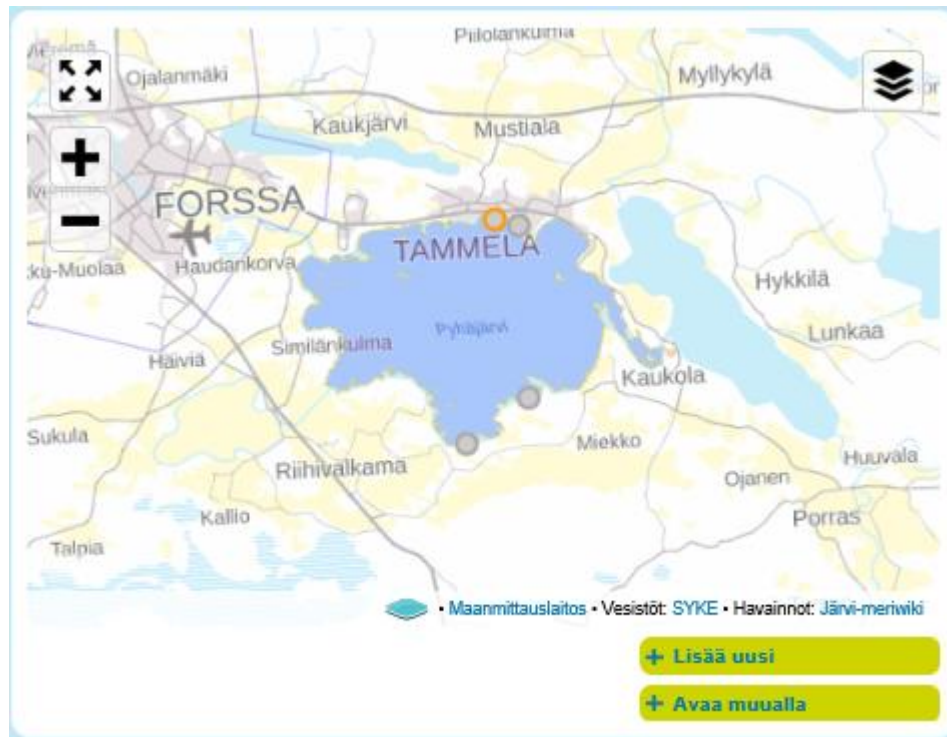 Piilolankulma
Ojalanmäki
Myllykylä
Kaukjärvi
Mustiala
FORSSA
TAMMELA
Haudankorva
Hykkilä
Pyhäjärvi
Lunkaa
Similänkulma
Häiviä
Kaukola
Sukula
Miekko
Huuvala
Riihivalkama
Ojanen
Kallio
Porras
Talpia
• Maanmittauslaitos • Vesistöt: SYKE • Havainnot: Järvi-meriwiki
+ Lisää uusi
+ Avaa muualla